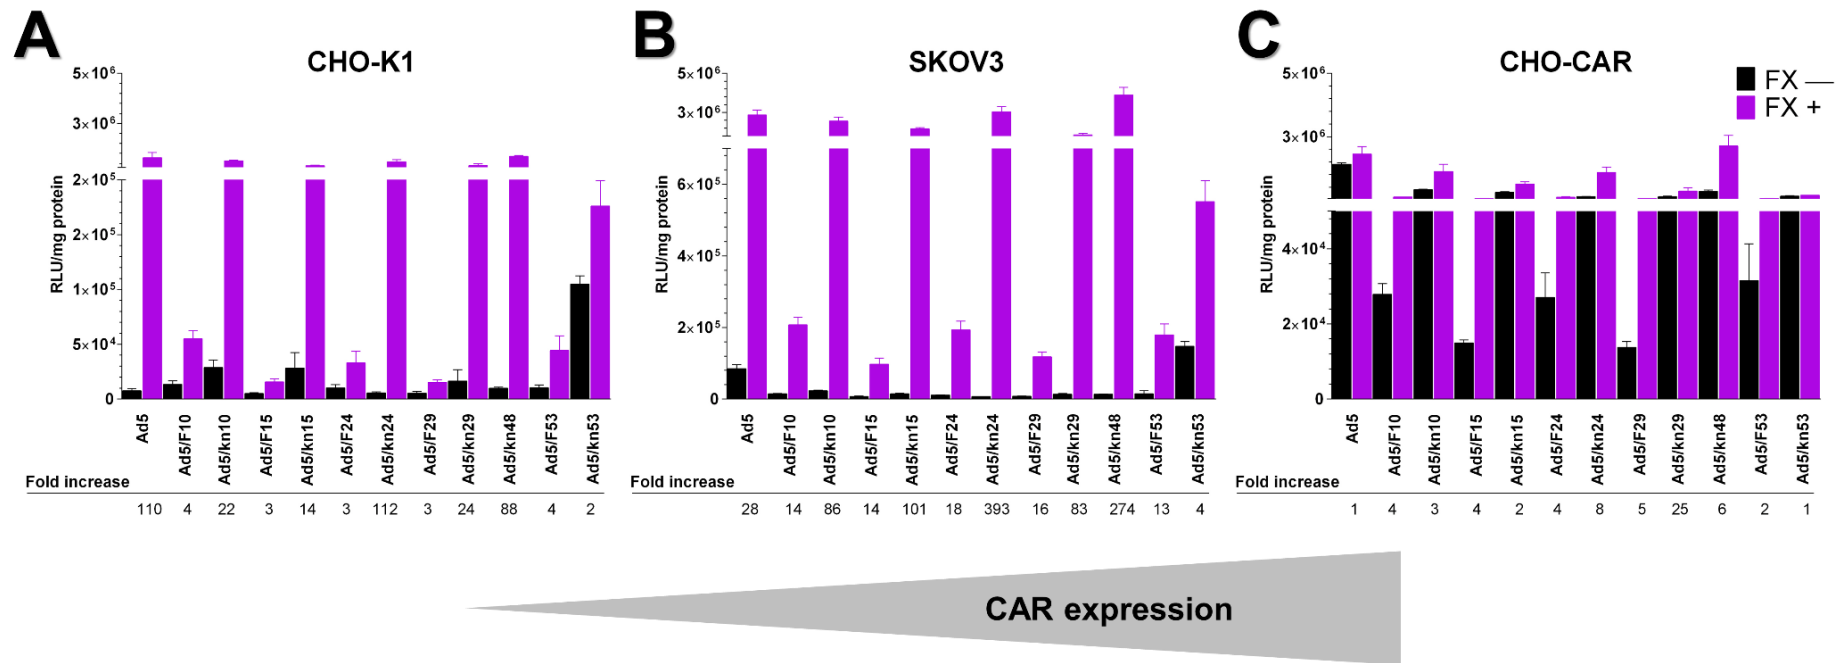 A
CHO-K1
RLU/mg protein
5×10⁶
3×10⁶
2×10⁵
2×10⁵
1×10⁵
5×10⁴
0
Ad5
Ad5/F10
Ad5/kn10
Ad5/F15
Ad5/kn15
Ad5/F24
Ad5/kn24
Ad5/F29
Ad5/kn29
Ad5/kn48
Ad5/F53
Ad5/kn53
Fold increase
110 4 22 3 14 3 112 3 24 88 4 2
B
SKOV3
RLU/mg protein
5×10⁶
3×10⁶
6×10⁵
4×10⁵
2×10⁵
0
Ad5
Ad5/F10
Ad5/kn10
Ad5/F15
Ad5/kn15
Ad5/F24
Ad5/kn24
Ad5/F29
Ad5/kn29
Ad5/kn48
Ad5/F53
Ad5/kn53
Fold increase
28 14 86 14 101 18 393 16 83 274 13 4
C
CHO-CAR
FX —
FX +
RLU/mg protein
5×10⁶
3×10⁶
4×10⁴
2×10⁴
0
Ad5
Ad5/F10
Ad5/kn10
Ad5/F15
Ad5/kn15
Ad5/F24
Ad5/kn24
Ad5/F29
Ad5/kn29
Ad5/kn48
Ad5/F53
Ad5/kn53
Fold increase
1 4 3 4 2 4 8 5 25 6 2 1
CAR expression